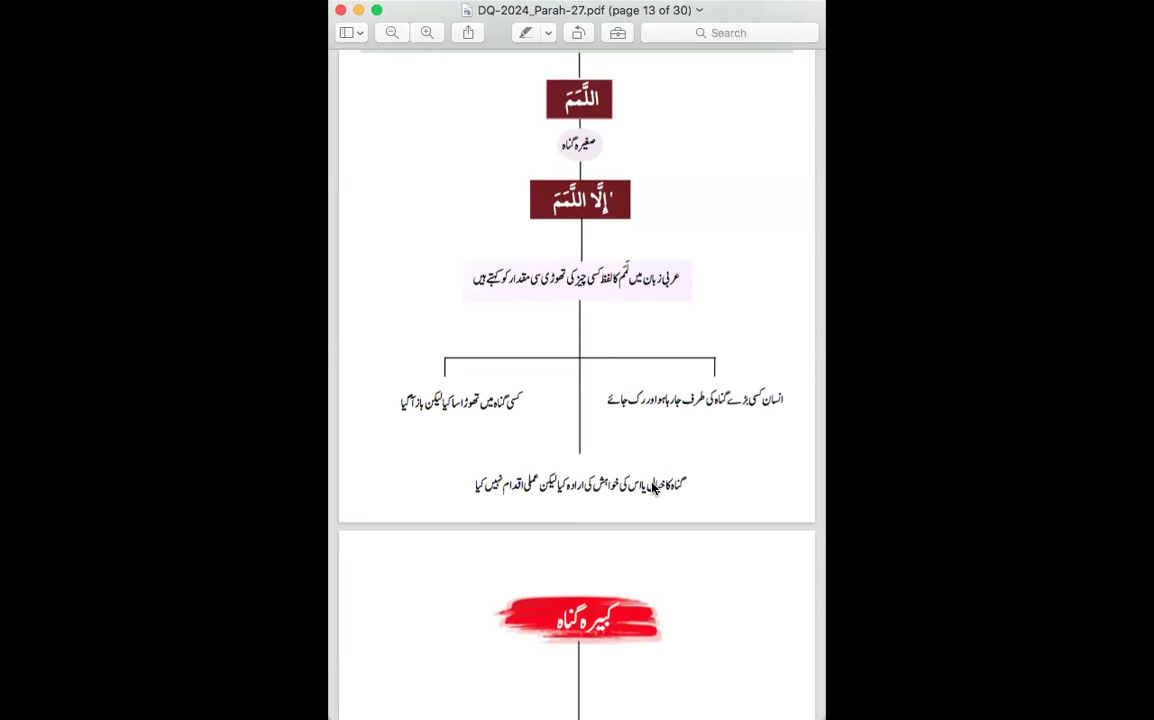 DQ-2024_Parah-27.pdf (page 13 of 30)
Search
اللَّمَمَ
صغیرہ گناہ
'إِلَّا اللَّمَمَ
عربی زبان میں لَمَم کا لفظ کسی چیز کی تھوڑی سی مقدار کو کہتے ہیں
انسان کسی بڑے گناہ کی طرف جا رہا ہو اور رک جائے
کسی گناہ میں تھوڑا سا کیا لیکن باز آ گیا
گناہ کا خیال یا اس کی خواہش کی ارادہ کیا لیکن عملی اقدام نہیں کیا
کبیرہ گناہ